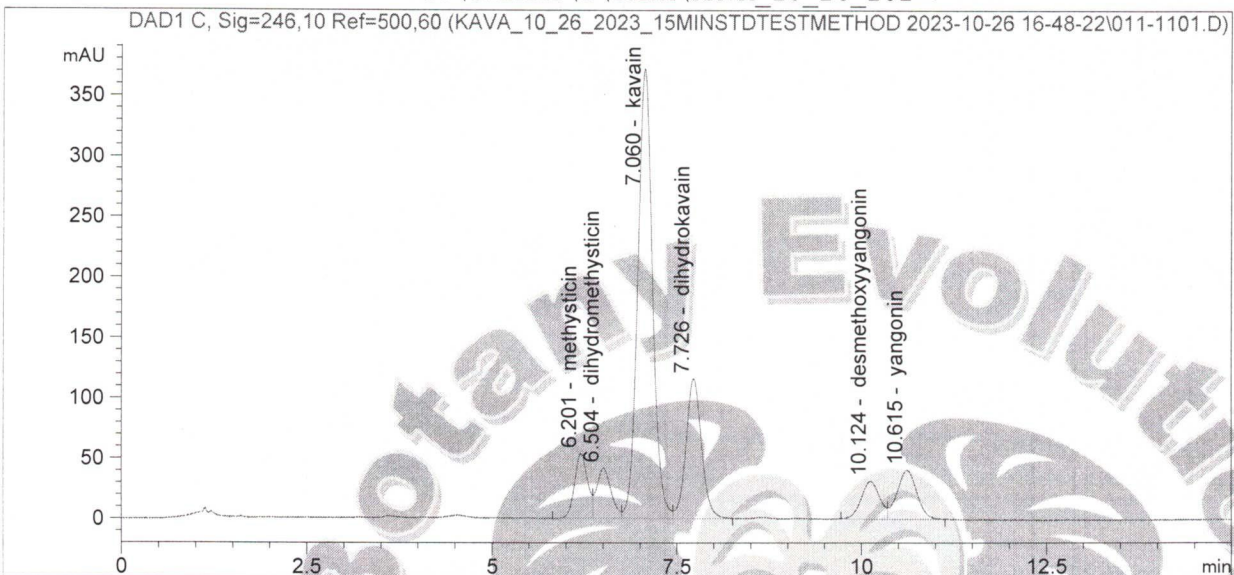 DAD1 C, Sig=246,10 Ref=500,60 (KAVA_10_26_2023_15MINSTDTESTMETHOD 2023-10-26 16-48-22\011-1101.D)
mAU
350
300
250
200
150
100
50
0
6.201 - methysticin
6.504 - dihydromethysticin
7.060 - kavain
7.726 - dihydrokavain
10.124 - desmethoxyyangonin
10.615 - yangonin
otany Evolutio
0 2.5 5 7.5 10 12.5 min